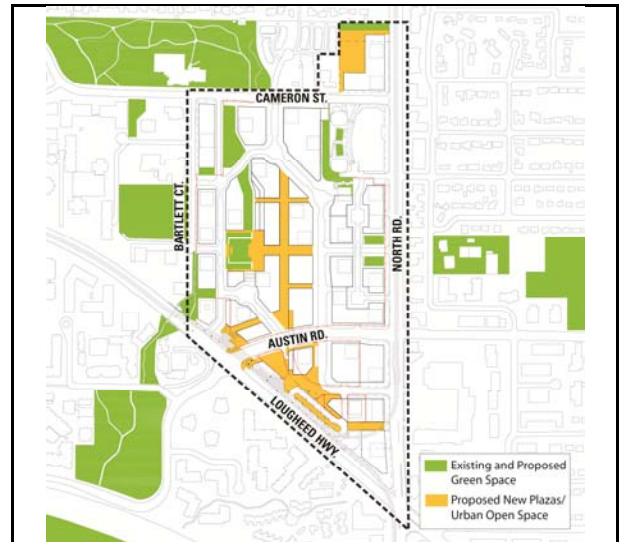 CAMERON ST.
BARTLETT CT.
NORTH RD.
AUSTIN RD.
LOUGHEED HWY.
Existing and Proposed
Green Space
Proposed New Plazas/
Urban Open Space